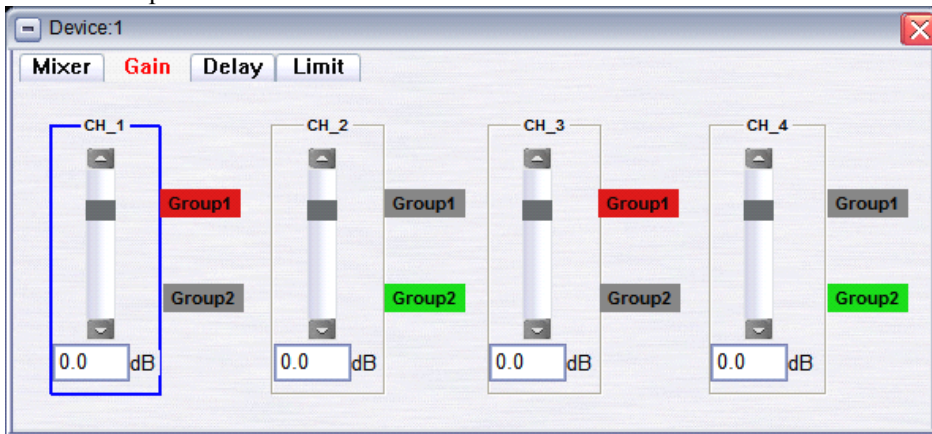 Device:1
Mixer Gain Delay Limit
CH_1 CH_2 CH_3 CH_4
Group1 Group1 Group1 Group1
Group2 Group2 Group2 Group2
0.0 dB 0.0 dB 0.0 dB 0.0 dB